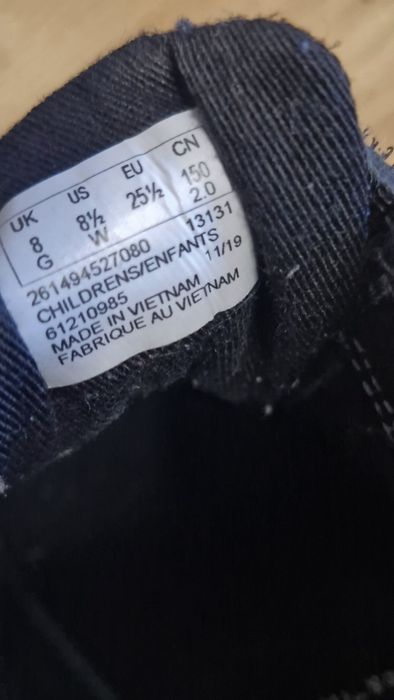 UK US EU CN
8 8½ 25½ 150
G W 2.0
261494527080 13131
CHILDRENS/ENFANTS
61210985 11/19
MADE IN VIETNAM
FABRIQUE AU VIETNAM